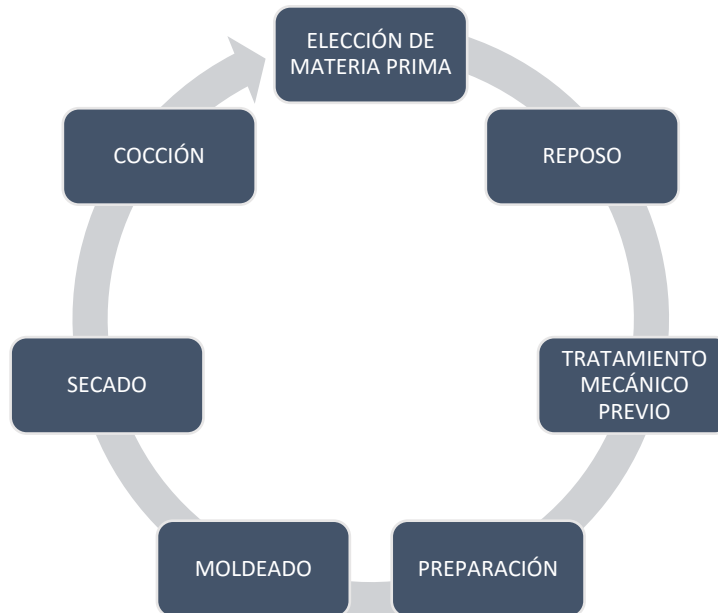 ELECCIÓN DE
MATERIA PRIMA
REPOSO
TRATAMIENTO
MECÁNICO
PREVIO
PREPARACIÓN
MOLDEADO
SECADO
COCCIÓN